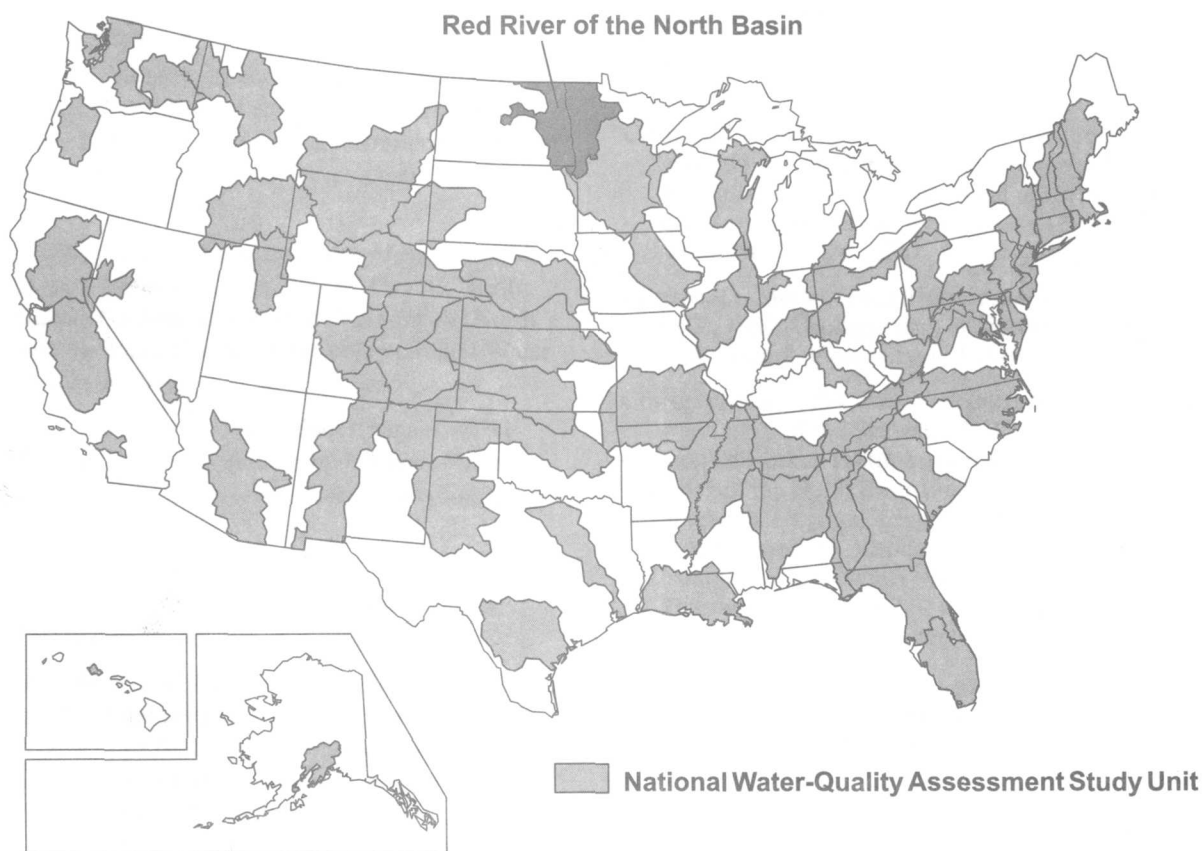 Red River of the North Basin
National Water-Quality Assessment Study Unit